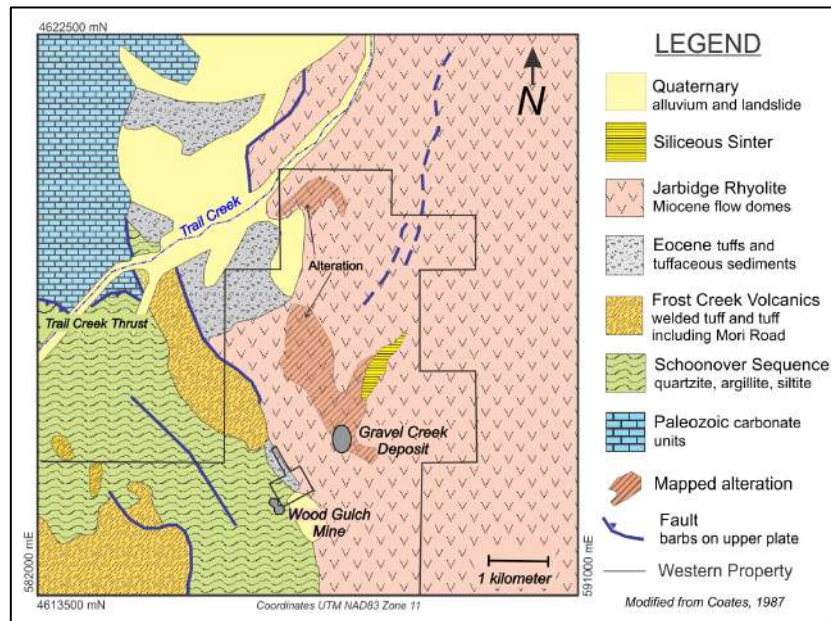 4622500 mN
N
Trail Creek
Alteration
Trail Creek Thrust
Gravel Creek
Deposit
Wood Gulch
Mine
1 kilometer
582000 mE
591000 mE
4613500 mN
Coordinates UTM NAD83 Zone 11
LEGEND
Quaternary
alluvium and landslide
Siliceous Sinter
Jarbidge Rhyolite
Miocene flow domes
Eocene tuffs and
tuffaceous sediments
Frost Creek Volcanics
welded tuff and tuff
including Mori Road
Schoonover Sequence
quartzite, argillite, siltite
Paleozoic carbonate
units
Mapped alteration
Fault
barbs on upper plate
Western Property
Modified from Coates, 1987